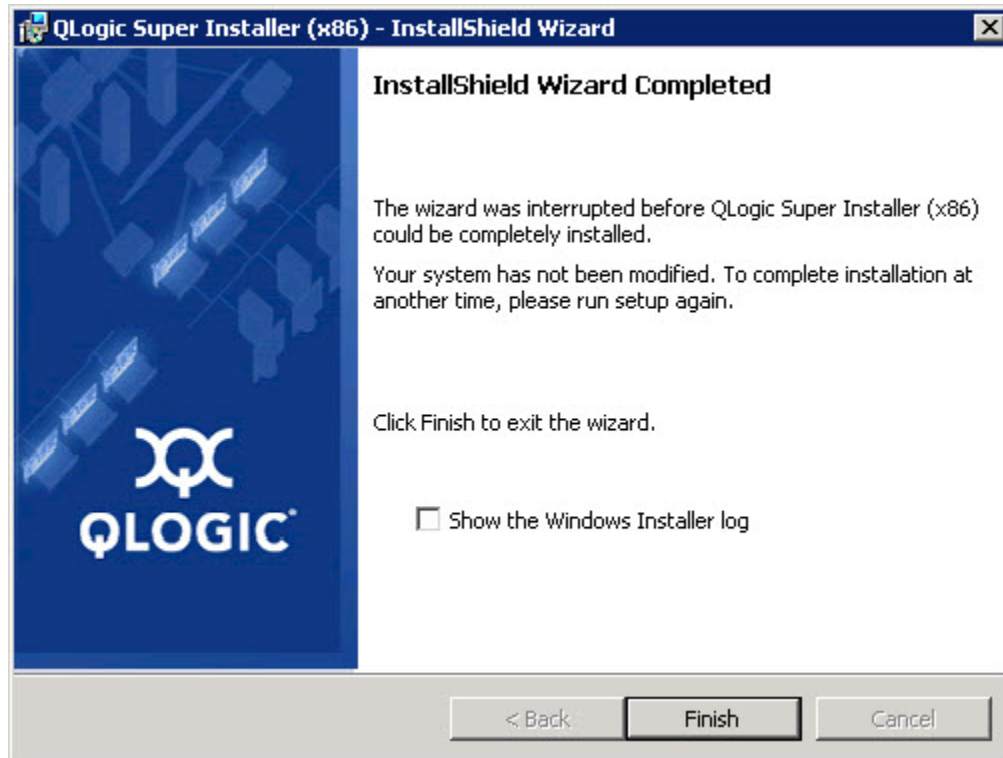 QLogic Super Installer (x86) - InstallShield Wizard
InstallShield Wizard Completed
The wizard was interrupted before QLogic Super Installer (x86)
could be completely installed.
Your system has not been modified. To complete installation at
another time, please run setup again.
Click Finish to exit the wizard.
Show the Windows Installer log
QLOGIC
< Back
Finish
Cancel